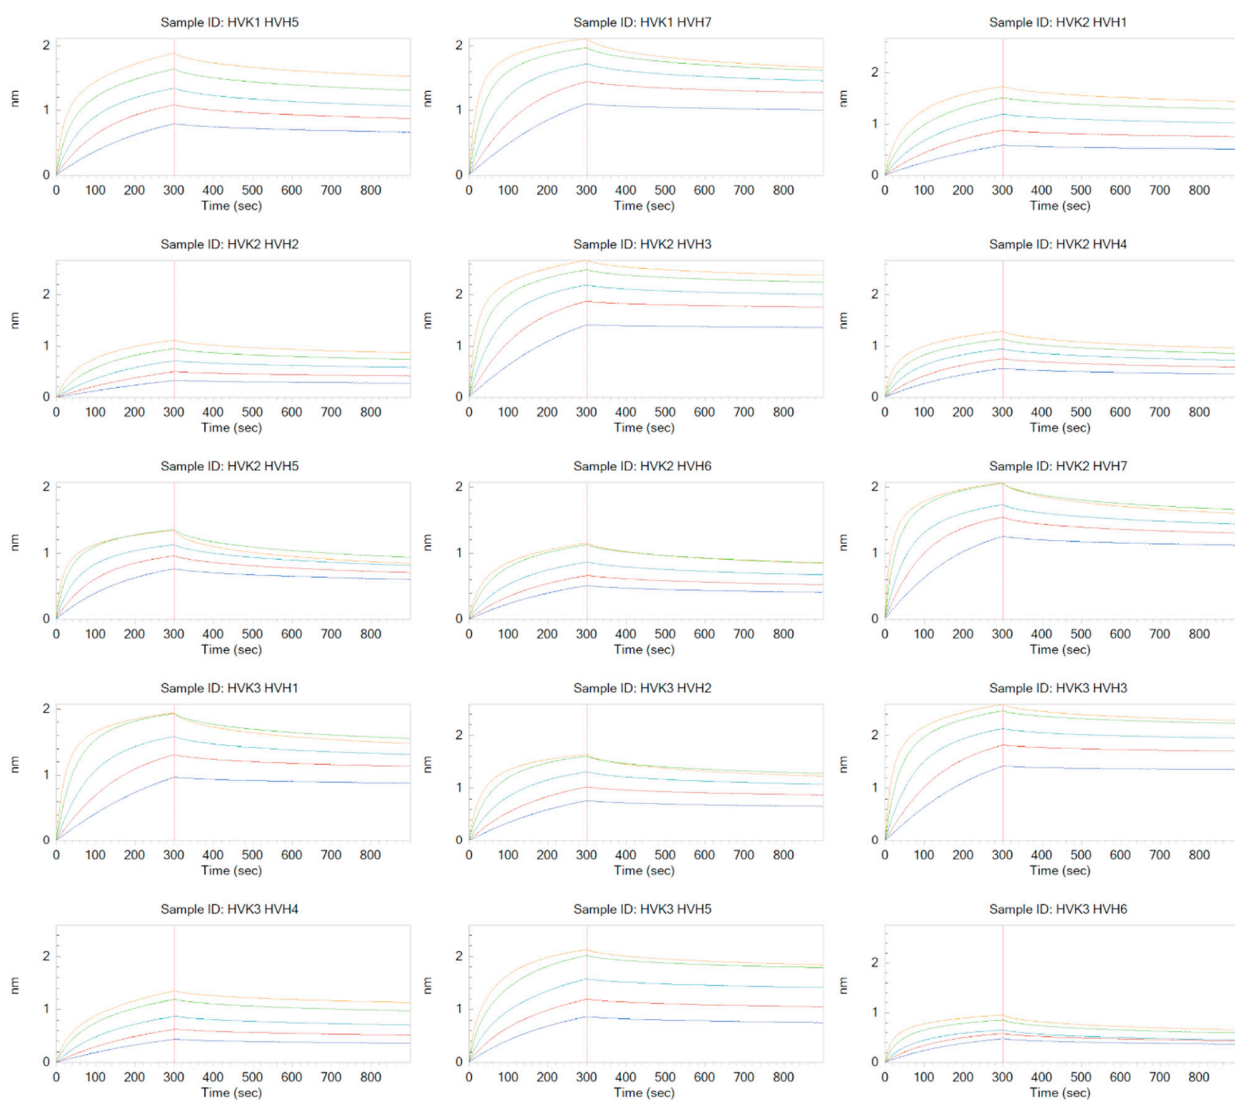 Sample ID: HVK1 HVH5
Sample ID: HVK1 HVH7
Sample ID: HVK2 HVH1
2
1
0
nm
0 100 200 300 400 500 600 700 800
Time (sec)
2
1
0
nm
0 100 200 300 400 500 600 700 800
Time (sec)
2
1
0
nm
0 100 200 300 400 500 600 700 800
Time (sec)
Sample ID: HVK2 HVH2
Sample ID: HVK2 HVH3
Sample ID: HVK2 HVH4
2
1
0
nm
0 100 200 300 400 500 600 700 800
Time (sec)
2
1
0
nm
0 100 200 300 400 500 600 700 800
Time (sec)
2
1
0
nm
0 100 200 300 400 500 600 700 800
Time (sec)
Sample ID: HVK2 HVH5
Sample ID: HVK2 HVH6
Sample ID: HVK2 HVH7
2
1
0
nm
0 100 200 300 400 500 600 700 800
Time (sec)
2
1
0
nm
0 100 200 300 400 500 600 700 800
Time (sec)
2
1
0
nm
0 100 200 300 400 500 600 700 800
Time (sec)
Sample ID: HVK3 HVH1
Sample ID: HVK3 HVH2
Sample ID: HVK3 HVH3
2
1
0
nm
0 100 200 300 400 500 600 700 800
Time (sec)
2
1
0
nm
0 100 200 300 400 500 600 700 800
Time (sec)
2
1
0
nm
0 100 200 300 400 500 600 700 800
Time (sec)
Sample ID: HVK3 HVH4
Sample ID: HVK3 HVH5
Sample ID: HVK3 HVH6
2
1
0
nm
0 100 200 300 400 500 600 700 800
Time (sec)
2
1
0
nm
0 100 200 300 400 500 600 700 800
Time (sec)
2
1
0
nm
0 100 200 300 400 500 600 700 800
Time (sec)